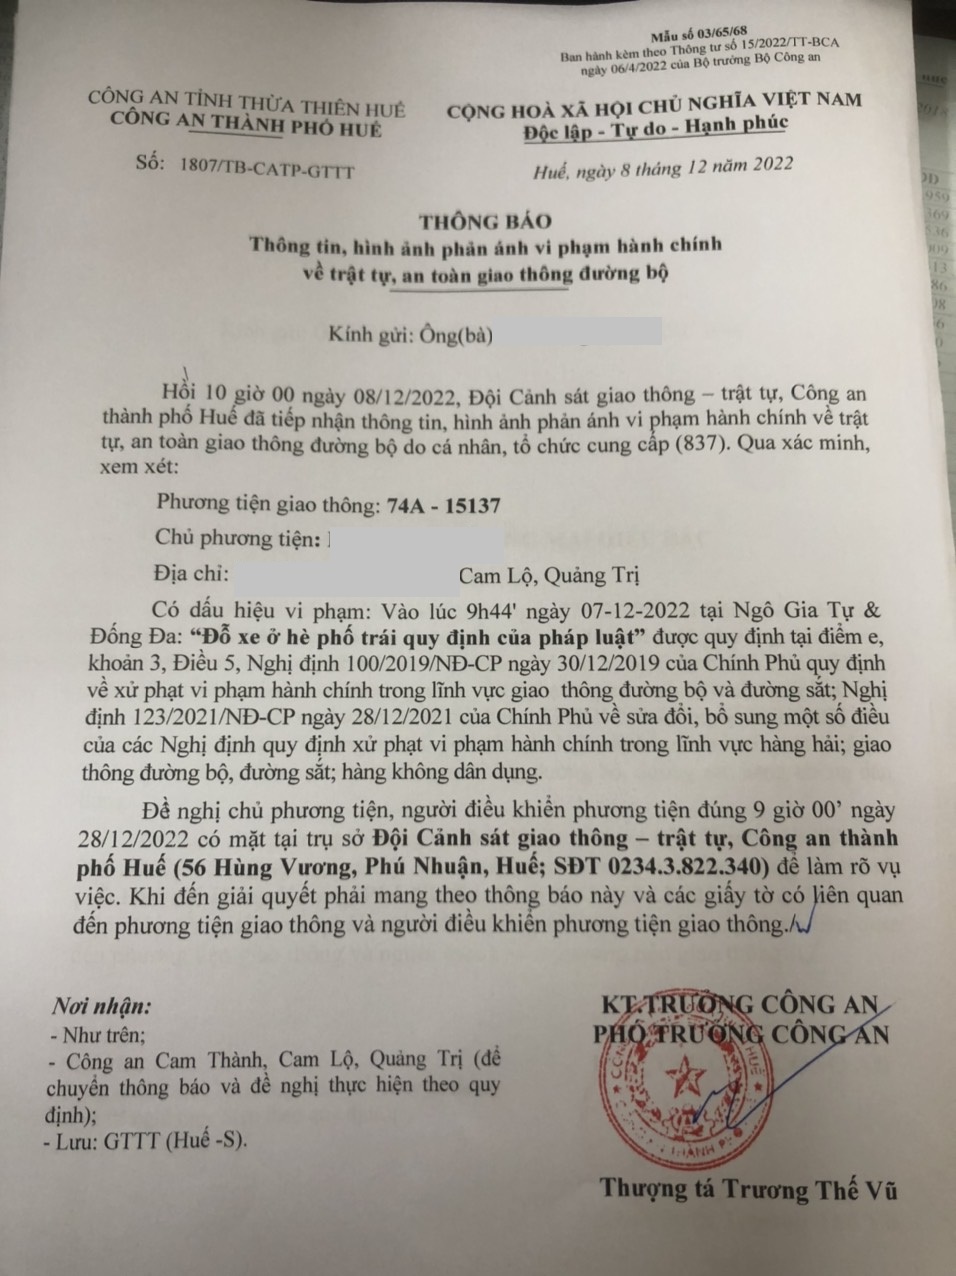 Mẫu số 03/65/68
Ban hành kèm theo Thông tư số 15/2022/TT-BCA
ngày 06/4/2022 của Bộ trưởng Bộ Công an
CÔNG AN TỈNH THỪA THIÊN HUẾ
CÔNG AN THÀNH PHỐ HUẾ
Số: 1807/TB-CATP-GTTT
CỘNG HOÀ XÃ HỘI CHỦ NGHĨA VIỆT NAM
Độc lập - Tự do - Hạnh phúc
Huế, ngày 8 tháng 12 năm 2022
THÔNG BÁO
Thông tin, hình ảnh phản ánh vi phạm hành chính
về trật tự, an toàn giao thông đường bộ
Kính gửi: Ông(bà)
Hồi 10 giờ 00 ngày 08/12/2022, Đội Cảnh sát giao thông – trật tự, Công an
thành phố Huế đã tiếp nhận thông tin, hình ảnh phản ánh vi phạm hành chính về trật
tự, an toàn giao thông đường bộ do cá nhân, tổ chức cung cấp (837). Qua xác minh,
xem xét:
Phương tiện giao thông: 74A - 15137
Chủ phương tiện:
Địa chỉ: Cam Lộ, Quảng Trị
Có dấu hiệu vi phạm: Vào lúc 9h44' ngày 07-12-2022 tại Ngô Gia Tự &
Đống Đa: “Đỗ xe ở hè phố trái quy định của pháp luật” được quy định tại điểm e,
khoản 3, Điều 5, Nghị định 100/2019/NĐ-CP ngày 30/12/2019 của Chính Phủ quy định
về xử phạt vi phạm hành chính trong lĩnh vực giao thông đường bộ và đường sắt; Nghị
định 123/2021/NĐ-CP ngày 28/12/2021 của Chính Phủ về sửa đổi, bổ sung một số điều
của các Nghị định quy định xử phạt vi phạm hành chính trong lĩnh vực hàng hải; giao
thông đường bộ, đường sắt; hàng không dân dụng.
Đề nghị chủ phương tiện, người điều khiển phương tiện đúng 9 giờ 00’ ngày
28/12/2022 có mặt tại trụ sở Đội Cảnh sát giao thông – trật tự, Công an thành
phố Huế (56 Hùng Vương, Phú Nhuận, Huế; SĐT 0234.3.822.340) để làm rõ vụ
việc. Khi đến giải quyết phải mang theo thông báo này và các giấy tờ có liên quan
đến phương tiện giao thông và người điều khiển phương tiện giao thông./.
Nơi nhận:
- Như trên;
- Công an Cam Thành, Cam Lộ, Quảng Trị (để
chuyển thông báo và đề nghị thực hiện theo quy
định);
- Lưu: GTTT (Huế -S).
KT.TRƯỞNG CÔNG AN
PHÓ TRƯỞNG CÔNG AN
Thượng tá Trương Thế Vũ